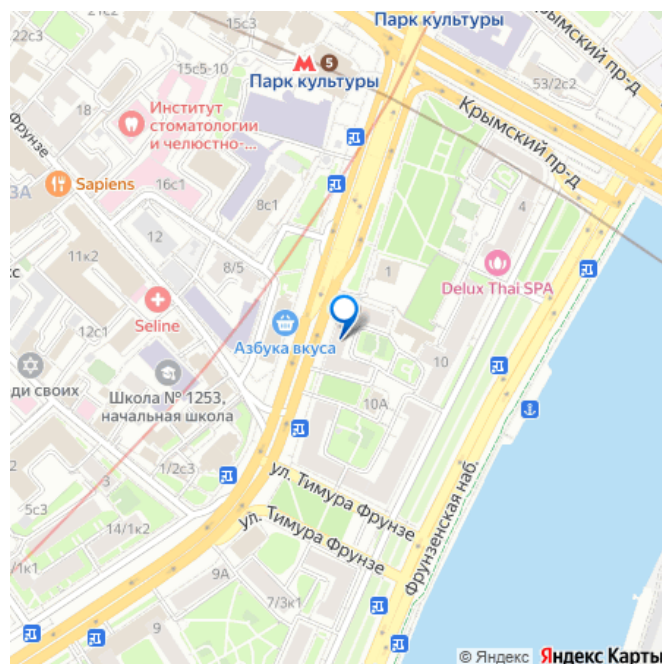 22с3
15с3
15с5-10
Парк культуры
Крымский пр-д
5
Парк культуры
53/2с2
18
Институт
стоматологии
и челюстно-...
Крымский пр-д
Фрунзе
3А
Sapiens
16с1
8с1
4
12
11к2
8/5
1
Delux Thai SPA
Seline
12с1
Азбука вкуса
10
ди своих
Школа № 1253,
начальная школа
10А
1/2с3
3
5с3
14/1к2
ул. Тимура Фрунзе
ул. Тимура Фрунзе
Фрунзенская наб.
/1к1
9А
7/3к1
9
© Яндекс Яндекс Карты